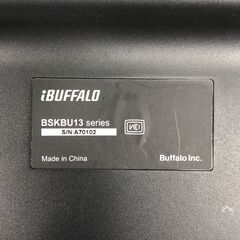 iBUFFALO
BSKBU13 series
S/N:A70102
VCI
Made in China
Buffalo Inc.